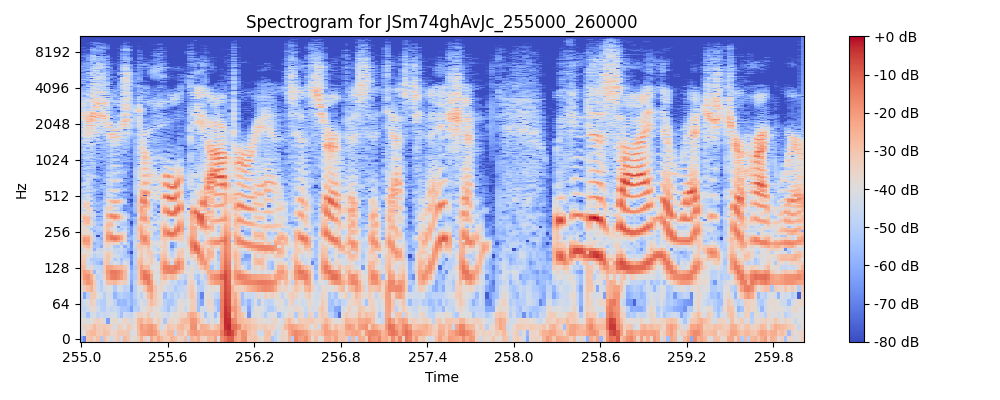 Spectrogram for JSm74ghAvJc_255000_260000
8192
4096
2048
1024
512
256
128
64
0
Hz
255.0 255.6 256.2 256.8 257.4 258.0 258.6 259.2 259.8
Time
+0 dB
-10 dB
-20 dB
-30 dB
-40 dB
-50 dB
-60 dB
-70 dB
-80 dB